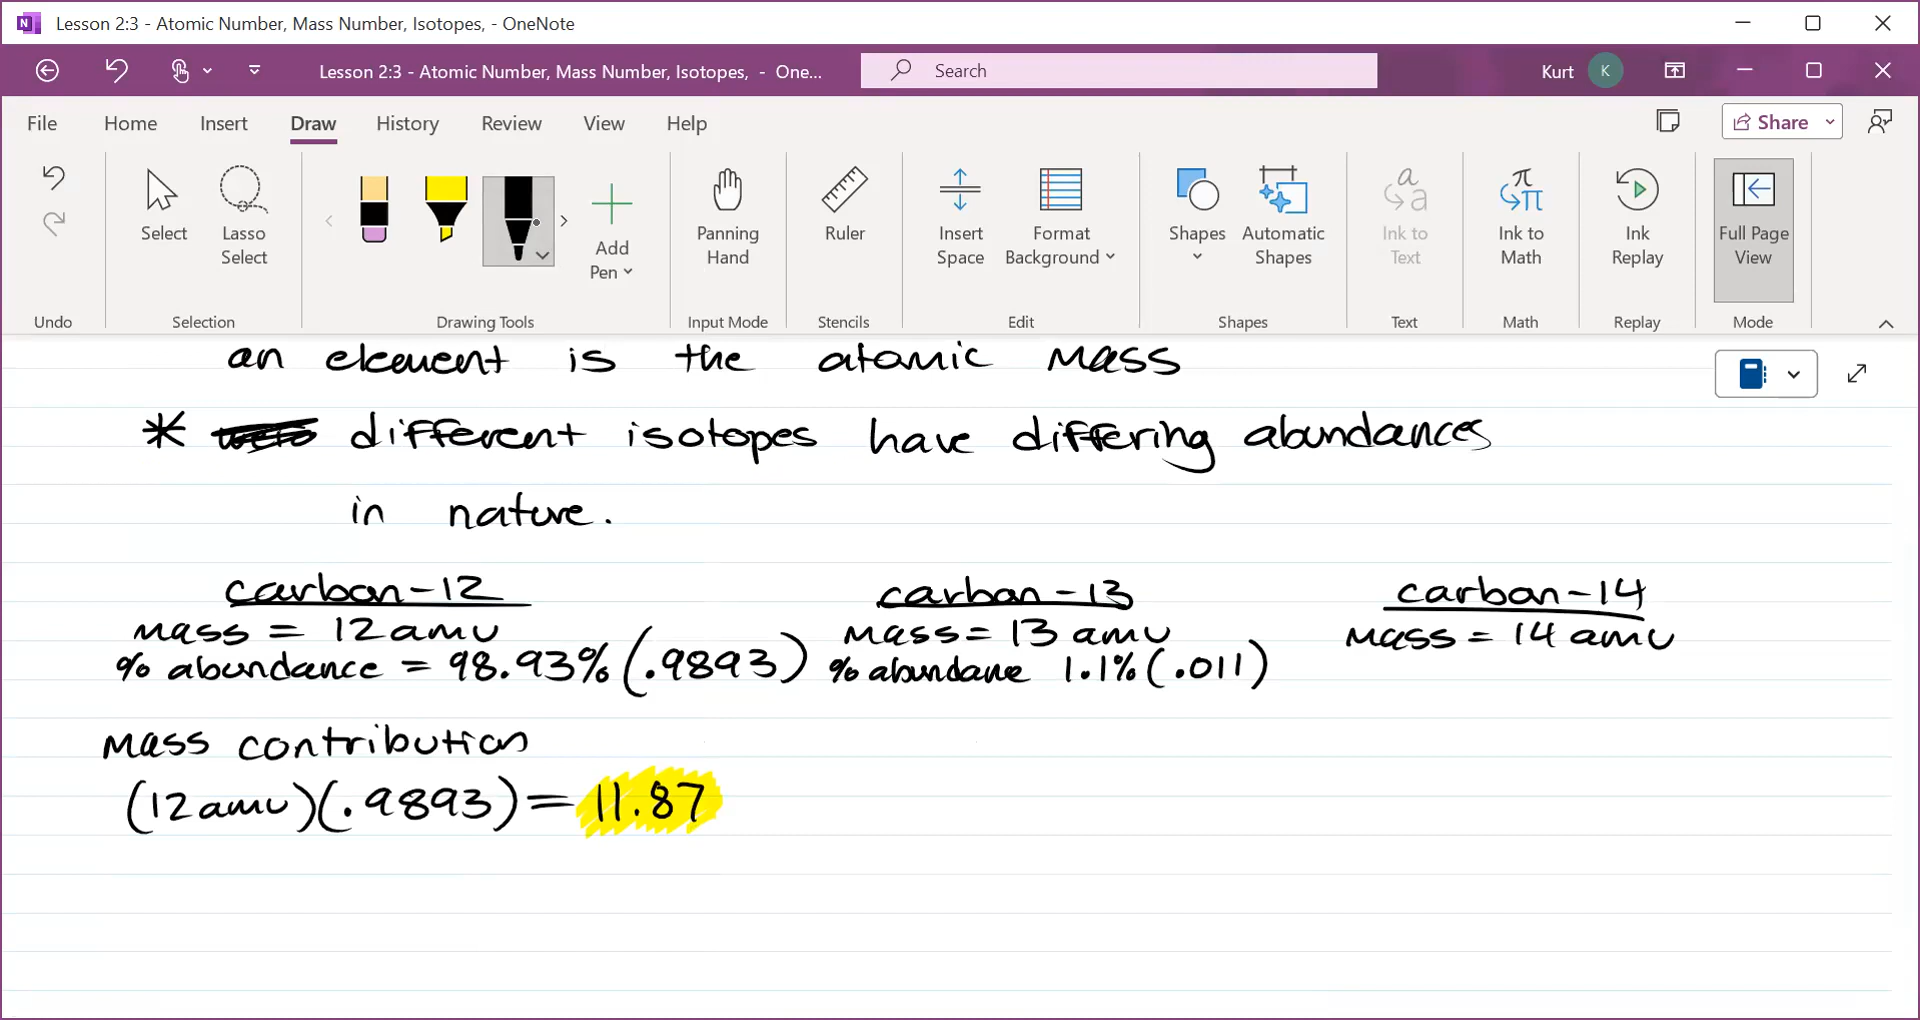 Lesson 2:3 - Atomic Number, Mass Number, Isotopes, - OneNote
Lesson 2:3 - Atomic Number, Mass Number, Isotopes, - One...
Search
Kurt K
File Home Insert Draw History Review View Help
Share
Select
Lasso Select
Add Pen
Panning Hand
Ruler
Insert Space
Format Background
Shapes
Automatic Shapes
Ink to Text
Ink to Math
Ink Replay
Full Page View
Undo Selection Drawing Tools Input Mode Stencils Edit Shapes Text Math Replay Mode
an element is the atomic mass
* different isotopes have differing abundances
in nature.
carbon-12 carbon-13 carbon-14
mass = 12 amu mass = 13 amu mass = 14 amu
% abundance = 98.93% (.9893) % abundane 1.1% (.011)
mass contribution
(12 amu)(.9893) = 11.87